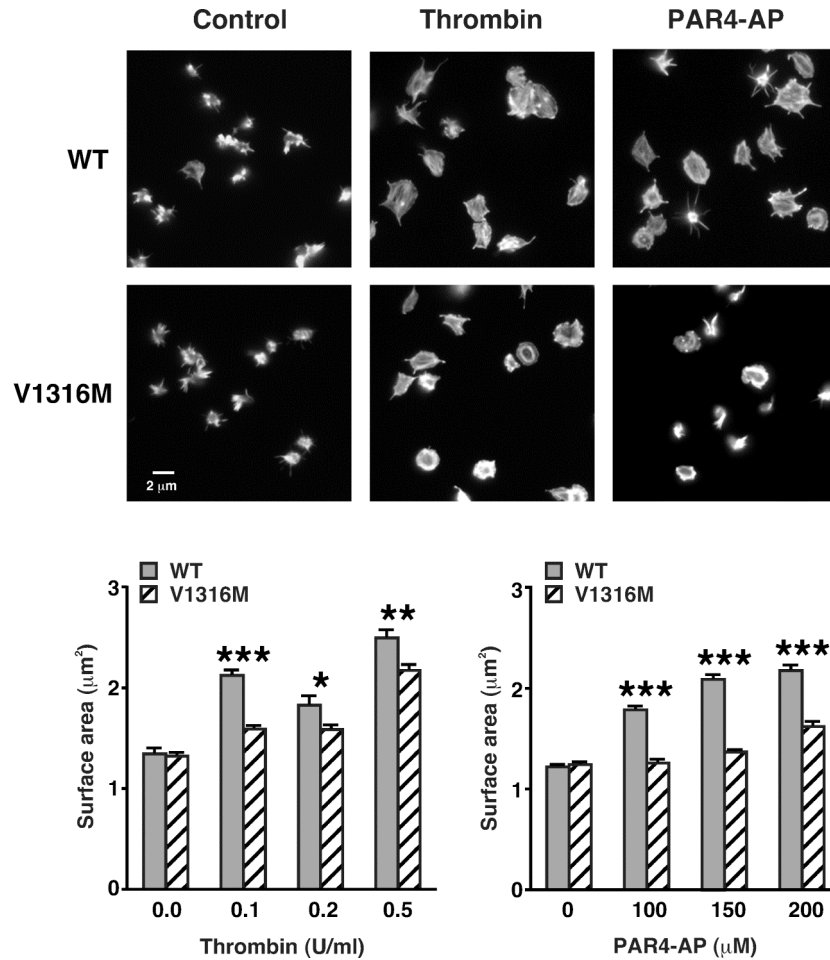 Control Thrombin PAR4-AP
WT
V1316M
2 μm
WT
V1316M
3
2
1
0
Surface area (μm²)
***
*
**
0.0 0.1 0.2 0.5
Thrombin (U/ml)
WT
V1316M
3
2
1
0
Surface area (μm²)
***
***
***
0 100 150 200
PAR4-AP (μM)